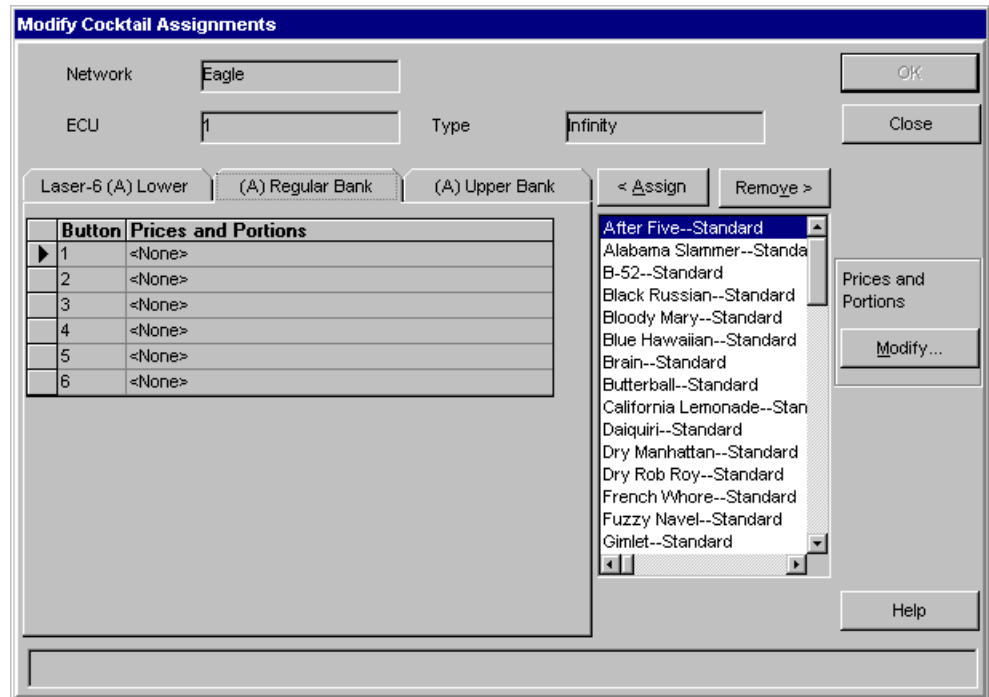 Modify Cocktail Assignments
Network Eagle
OK
ECU 1 Type Infinity
Close
Laser-6 (A) Lower (A) Regular Bank (A) Upper Bank
< Assign Remove >
Button Prices and Portions
1 <None>
2 <None>
3 <None>
4 <None>
5 <None>
6 <None>
After Five--Standard
Alabama Slammer--Standa
B-52--Standard
Black Russian--Standard
Bloody Mary--Standard
Blue Hawaiian--Standard
Brain--Standard
Butterball--Standard
California Lemonade--Stan
Daiquiri--Standard
Dry Manhattan--Standard
Dry Rob Roy--Standard
French Whore--Standard
Fuzzy Navel--Standard
Gimlet--Standard
Prices and
Portions
Modify...
Help